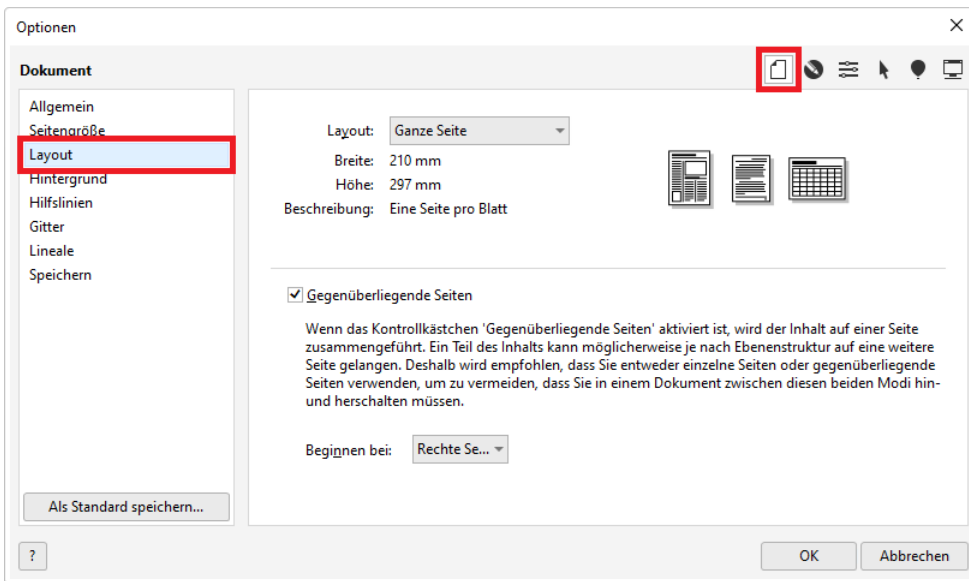 Optionen
Dokument
Allgemein
Seitengröße
Layout
Hintergrund
Hilfslinien
Gitter
Lineale
Speichern
Als Standard speichern...
Layout: Ganze Seite
Breite: 210 mm
Höhe: 297 mm
Beschreibung: Eine Seite pro Blatt
Gegenüberliegende Seiten
Wenn das Kontrollkästchen 'Gegenüberliegende Seiten' aktiviert ist, wird der Inhalt auf einer Seite
zusammengeführt. Ein Teil des Inhalts kann möglicherweise je nach Ebenenstruktur auf eine weitere
Seite gelangen. Deshalb wird empfohlen, dass Sie entweder einzelne Seiten oder gegenüberliegende
Seiten verwenden, um zu vermeiden, dass Sie in einem Dokument zwischen diesen beiden Modi hin-
und herschalten müssen.
Beginnen bei: Rechte Se...
?
OK
Abbrechen